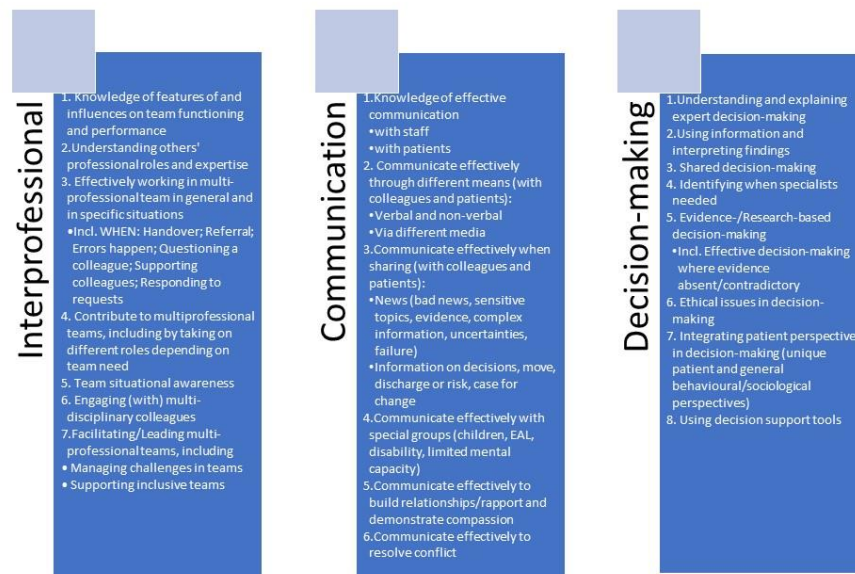 Interprofessional
1. Knowledge of features of and
influences on team functioning
and performance
2.Understanding others'
professional roles and expertise
3. Effectively working in multi-
professional team in general and
in specific situations
•Incl. WHEN: Handover; Referral;
Errors happen; Questioning a
colleague; Supporting
colleagues; Responding to
requests
4. Contribute to multiprofessional
teams, including by taking on
different roles depending on
team need
5. Team situational awareness
6. Engaging (with) multi-
disciplinary colleagues
7.Facilitating/Leading multi-
professional teams, including
• Managing challenges in teams
• Supporting inclusive teams
Communication
1.Knowledge of effective
communication
•with staff
•with patients
2. Communicate effectively
through different means (with
colleagues and patients):
•Verbal and non-verbal
•Via different media
3.Communicate effectively when
sharing (with colleagues and
patients):
•News (bad news, sensitive
topics, evidence, complex
information, uncertainties,
failure)
•Information on decisions, move,
discharge or risk, case for
change
4.Communicate effectively with
special groups (children, EAL,
disability, limited mental
capacity)
5.Communicate effectively to
build relationships/rapport and
demonstrate compassion
6.Communicate effectively to
resolve conflict
Decision-making
1.Understanding and explaining
expert decision-making
2.Using information and
interpreting findings
3. Shared decision-making
4. Identifying when specialists
needed
5. Evidence-/Research-based
decision-making
•Incl. Effective decision-making
where evidence
absent/contradictory
6. Ethical issues in decision-
making
7. Integrating patient perspective
in decision-making (unique
patient and general
behavioural/sociological
perspectives)
8. Using decision support tools